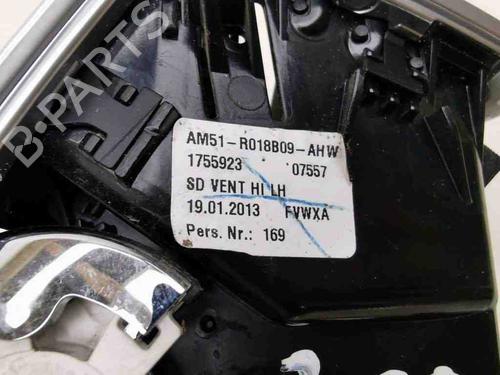 B-PARTS
AM51-R018B09-AHW
1755923 07557
SD VENT HI LH
19.01.2013 FVWXA
Pers. Nr.: 169